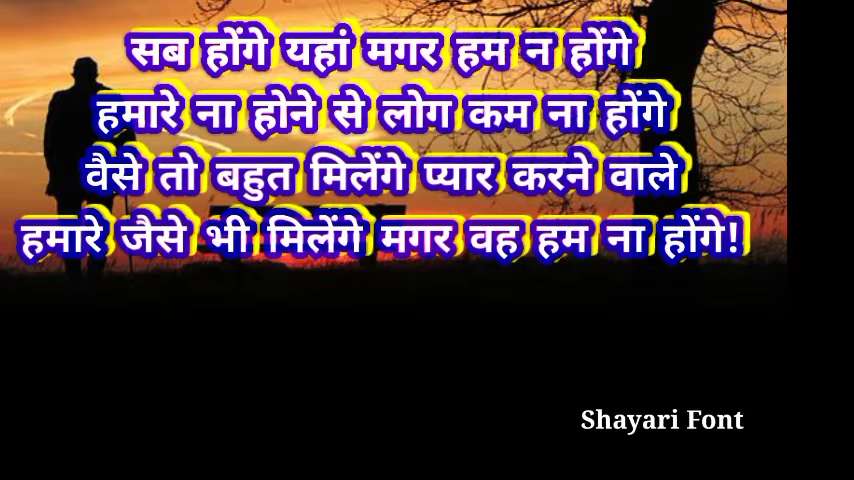 सब होंगे यहां मगर हम न होंगे
हमारे ना होने से लोग कम ना होंगे
वैसे तो बहुत मिलेंगे प्यार करने वाले
हमारे जैसे भी मिलेंगे मगर वह हम ना होंगे!
Shayari Font